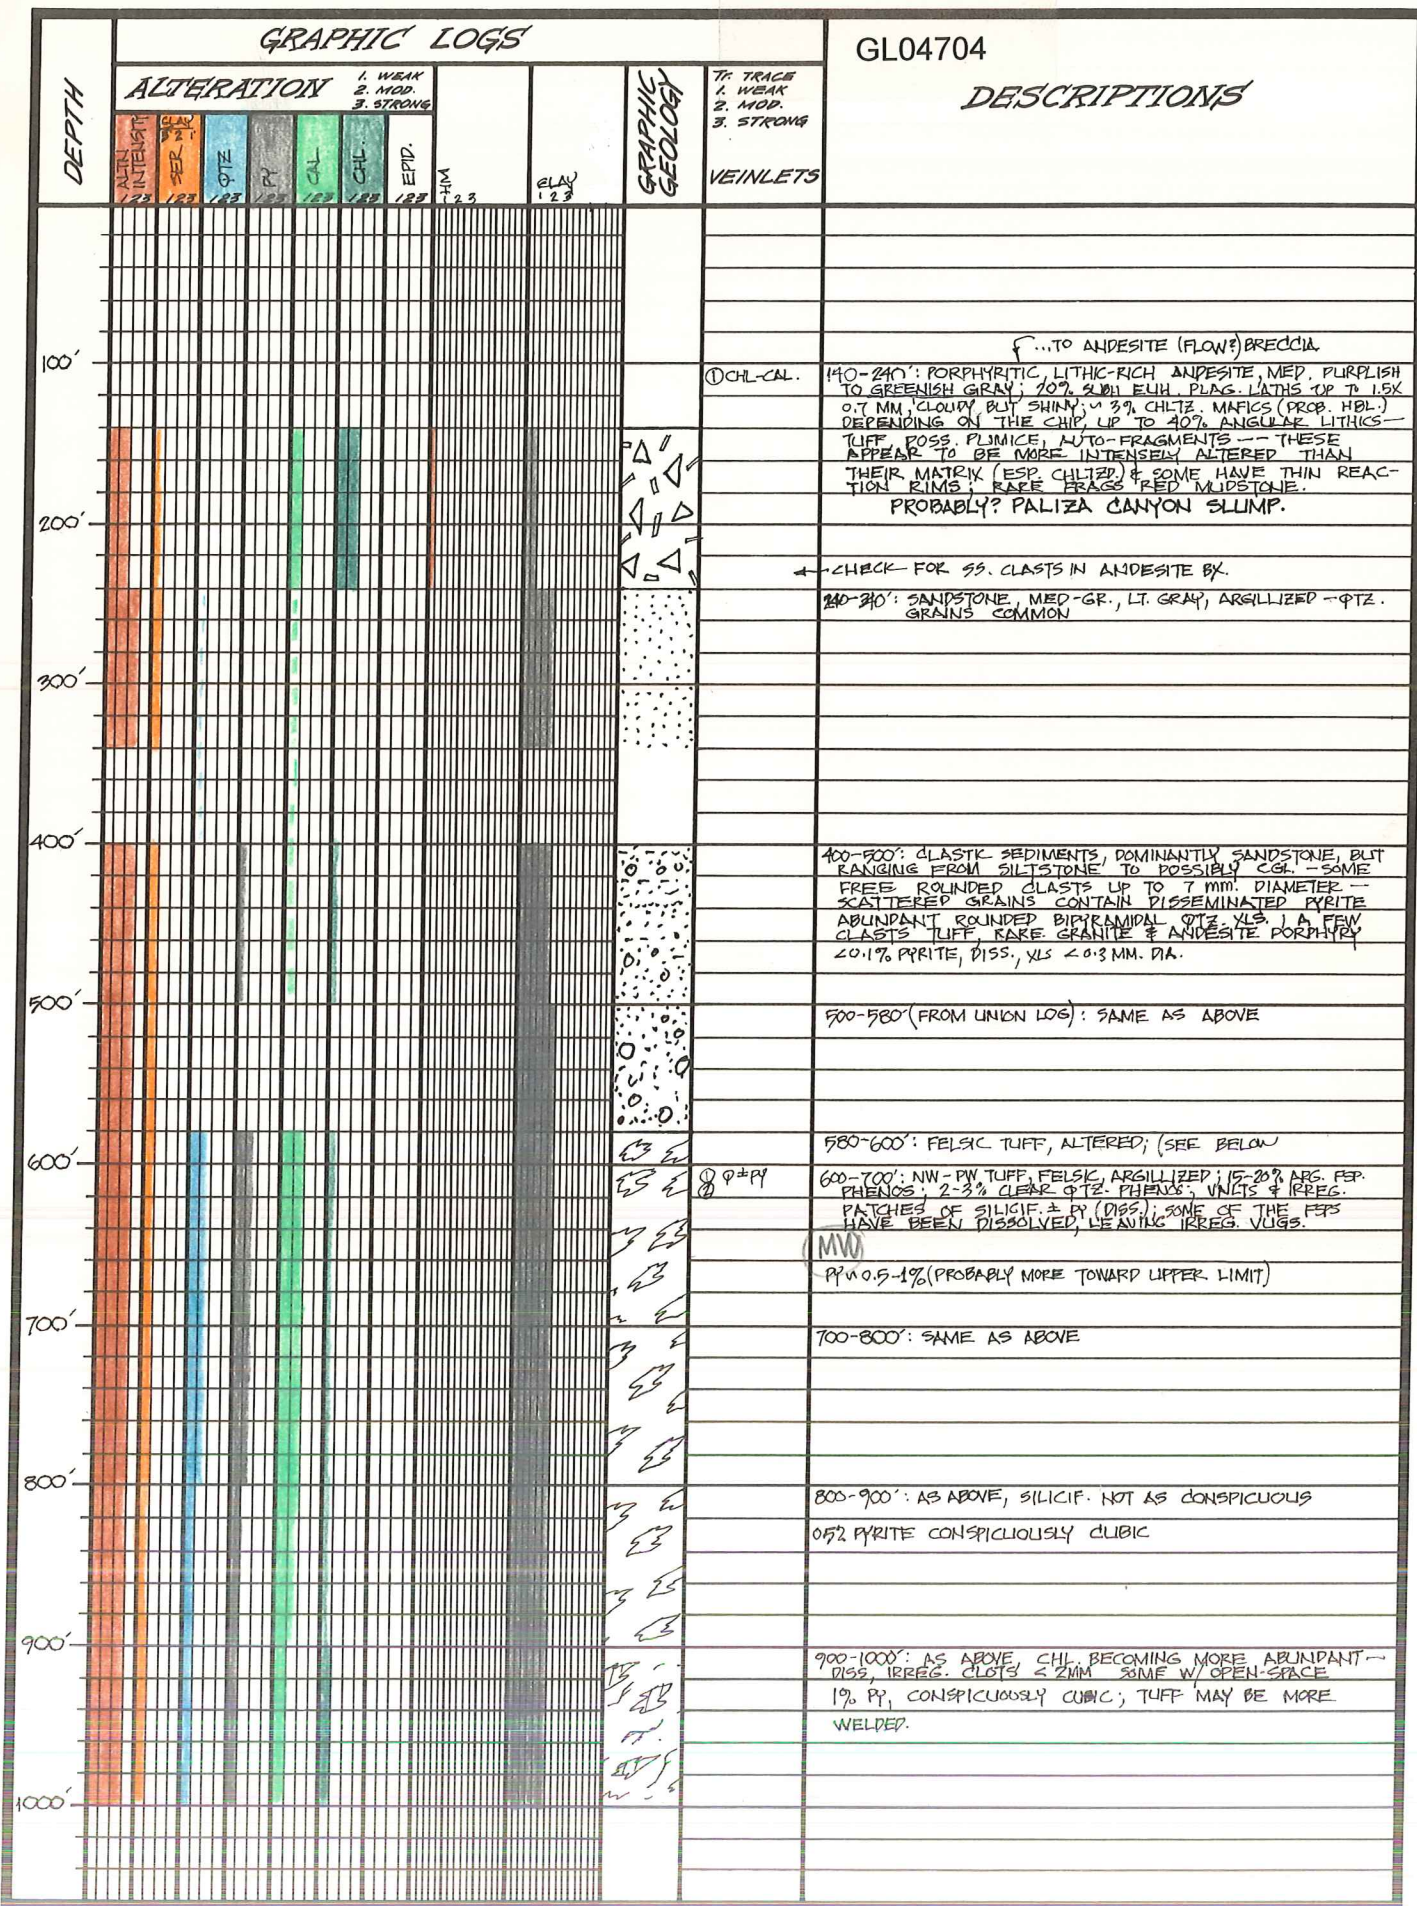 GRAPHIC LOGS
GL04704
DEPTH
ALTERATION
1. WEAK
2. MOD.
3. STRONG
GRAPHIC GEOLOGY
Tr. TRACE
1. WEAK
2. MOD.
3. STRONG
VEINLETS
DESCRIPTIONS
ALTN INTENSITY
123
SER
123
QTZ
123
PY
123
CAL
123
CHL.
123
EPID.
123
HM
1 2 3
CLAY
1 2 3
...TO ANDESITE (FLOW?) BRECCIA
100'
① CHL-CAL.
140-240': PORPHYRITIC, LITHIC-RICH ANDESITE, MED. PURPLISH
TO GREENISH GRAY; 20% SUBH EUH. PLAG. LATHS UP TO 1.5X
0.7 MM, CLOUDY BUT SHINY; ~ 3% CHLTZ. MAFICS (PROB. HBL.)
DEPENDING ON THE CHIP, UP TO 40% ANGULAR LITHICS—
TUFF, POSS. PUMICE, AUTO-FRAGMENTS -- THESE
APPEAR TO BE MORE INTENSELY ALTERED THAN
THEIR MATRIX (ESP. CHLTZD.) & SOME HAVE THIN REAC-
TION RIMS; RARE FRAGS RED MUDSTONE.
PROBABLY? PALIZA CANYON SLUMP.
200'
← CHECK FOR SS. CLASTS IN ANDESITE BX.
240-340': SANDSTONE, MED-GR., LT. GRAY, ARGILLIZED - QTZ.
GRAINS COMMON
300'
400'
400-500': CLASTIC SEDIMENTS, DOMINANTLY SANDSTONE, BUT
RANGING FROM SILTSTONE TO POSSIBLY CGL. - SOME
FREE ROUNDED CLASTS UP TO 7 mm. DIAMETER —
SCATTERED GRAINS CONTAIN DISSEMINATED PYRITE
ABUNDANT ROUNDED BIPYRAMIDAL QTZ. XLS. ; A FEW
CLASTS TUFF, RARE GRANITE & ANDESITE PORPHYRY
<0.1% PYRITE, DISS., XLS <0.3 MM. DIA.
500'
500-580' (FROM UNION LOG): SAME AS ABOVE
580-600': FELSIC TUFF, ALTERED; (SEE BELOW
600'
Q±PY
600-700': NW-PW TUFF, FELSIC, ARGILLIZED; 15-20% ARG. FSP.
PHENOS; 2-3% CLEAR QTZ. PHENOS; VNLTS & IRREG.
PATCHES OF SILICIF. ± PY (DISS.); SOME OF THE FSPS
HAVE BEEN DISSOLVED, LEAVING IRREG. VUGS.
MW
PY ~ 0.5-1% (PROBABLY MORE TOWARD UPPER LIMIT)
700'
700-800': SAME AS ABOVE
800'
800-900': AS ABOVE, SILICIF. NOT AS CONSPICUOUS
PYRITE CONSPICUOUSLY CUBIC
900'
900-1000': AS ABOVE, CHL. BECOMING MORE ABUNDANT -
DISS, IRREG. CLOTS < 2MM SOME W/ OPEN-SPACE
1% PY, CONSPICUOUSLY CUBIC; TUFF MAY BE MORE
WELDED.
1000'